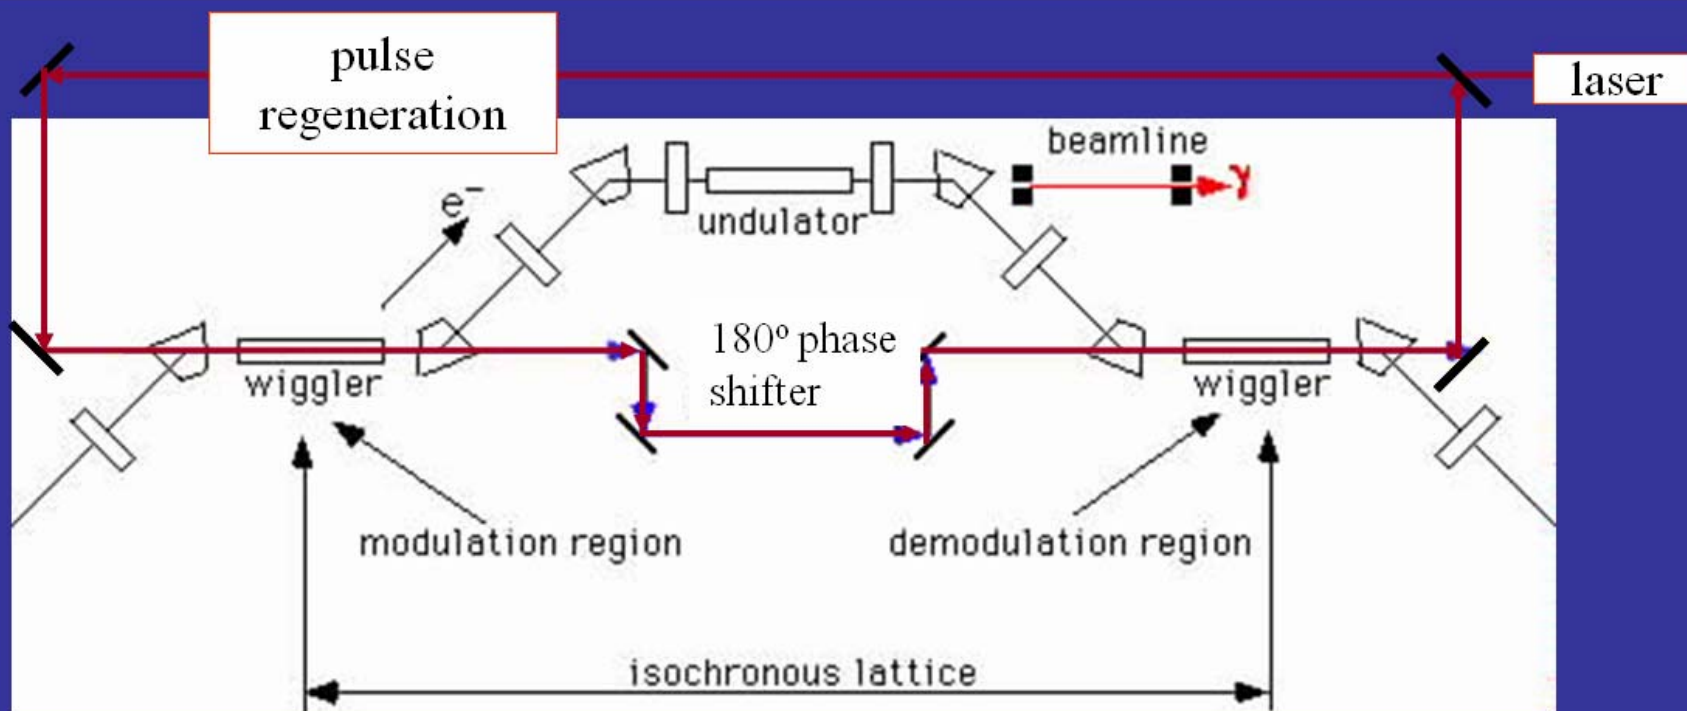 pulse
regeneration
laser
beamline
e⁻
γ
undulator
180º phase
shifter
wiggler
wiggler
modulation region
demodulation region
isochronous lattice